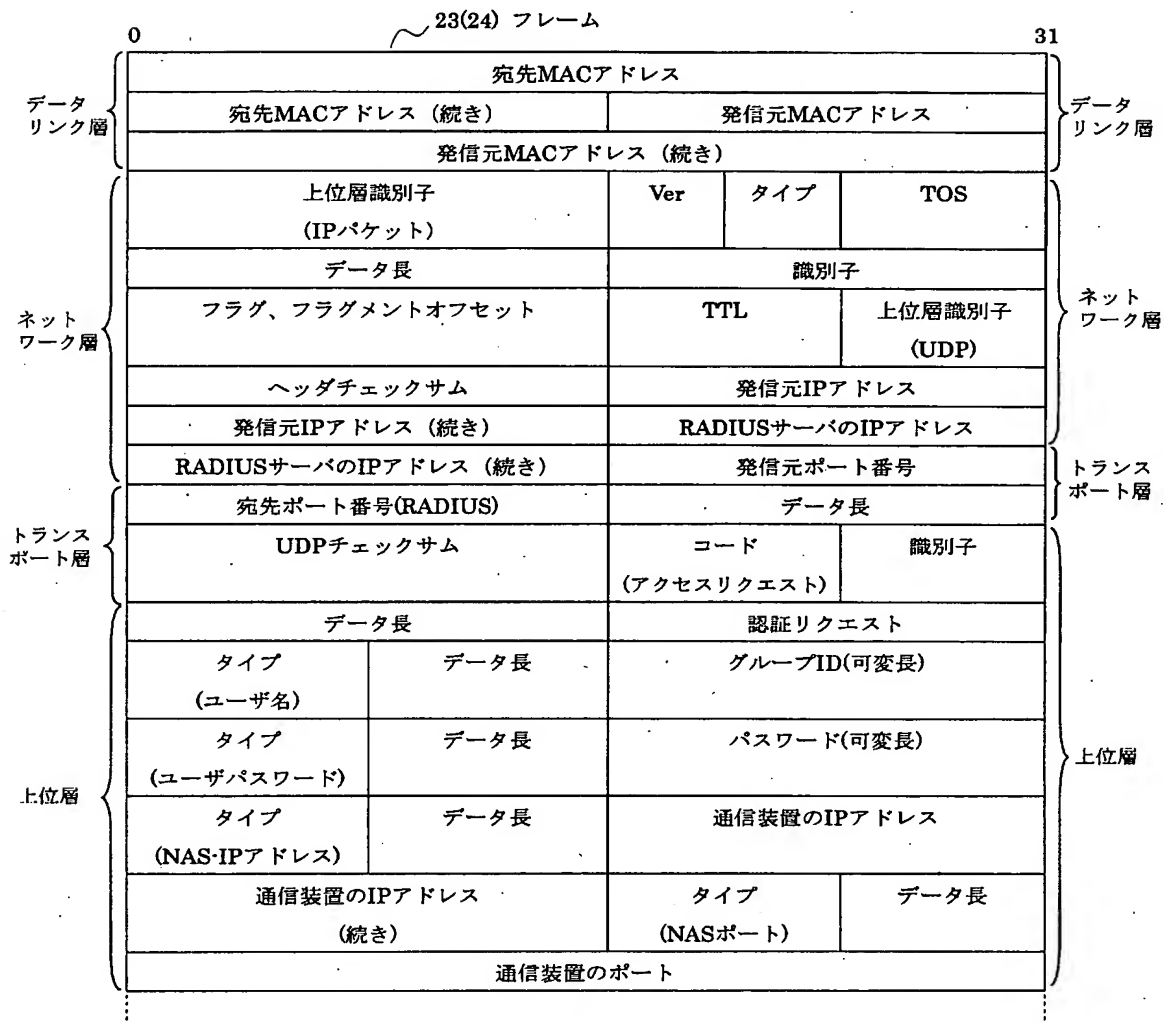 23(24) フレーム
0
31
データ
リンク層
宛先MACアドレス
データ
リンク層
宛先MACアドレス (続き)
発信元MACアドレス
発信元MACアドレス (続き)
上位層識別子
(IPパケット)
Ver
タイプ
TOS
データ長
識別子
ネット
ワーク層
フラグ、フラグメントオフセット
TTL
上位層識別子
(UDP)
ネット
ワーク層
ヘッダチェックサム
発信元IPアドレス
発信元IPアドレス (続き)
RADIUSサーバのIPアドレス
RADIUSサーバのIPアドレス (続き)
発信元ポート番号
トランス
ポート層
宛先ポート番号(RADIUS)
データ長
トランス
ポート層
UDPチェックサム
コード
(アクセスリクエスト)
識別子
データ長
認証リクエスト
タイプ
(ユーザ名)
データ長
グループID(可変長)
タイプ
(ユーザパスワード)
データ長
パスワード(可変長)
上位層
上位層
タイプ
(NAS-IPアドレス)
データ長
通信装置のIPアドレス
通信装置のIPアドレス
(続き)
タイプ
(NASポート)
データ長
通信装置のポート